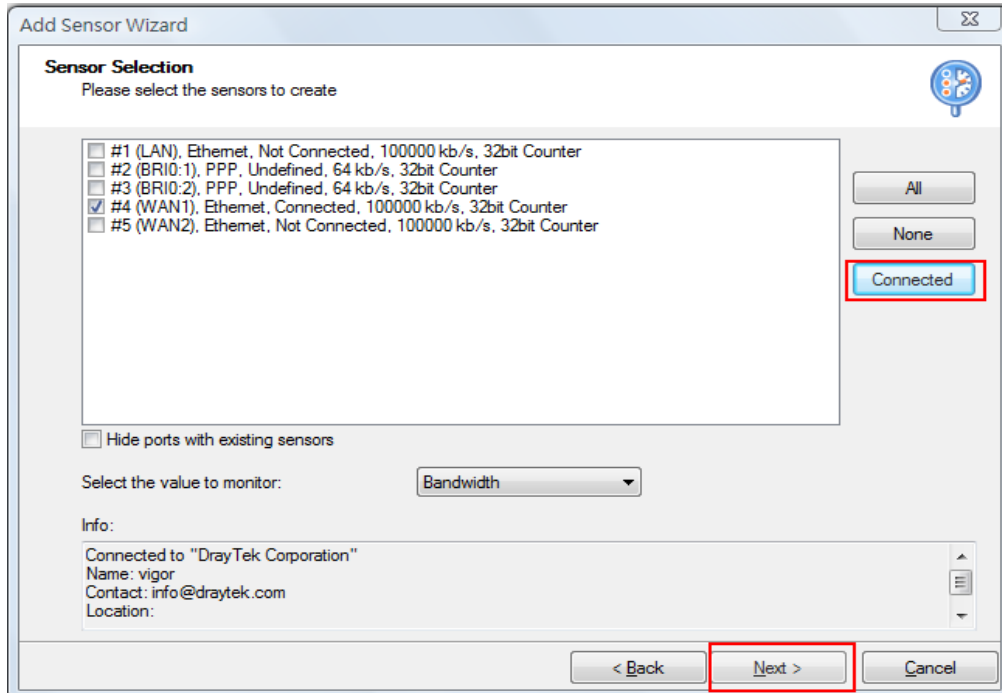 Add Sensor Wizard
Sensor Selection
Please select the sensors to create
#1 (LAN), Ethernet, Not Connected, 100000 kb/s, 32bit Counter
#2 (BRI0:1), PPP, Undefined, 64 kb/s, 32bit Counter
#3 (BRI0:2), PPP, Undefined, 64 kb/s, 32bit Counter
#4 (WAN1), Ethernet, Connected, 100000 kb/s, 32bit Counter
#5 (WAN2), Ethernet, Not Connected, 100000 kb/s, 32bit Counter
All
None
Connected
Hide ports with existing sensors
Select the value to monitor:
Bandwidth
Info:
Connected to "DrayTek Corporation"
Name: vigor
Contact: info@draytek.com
Location:
< Back
Next >
Cancel